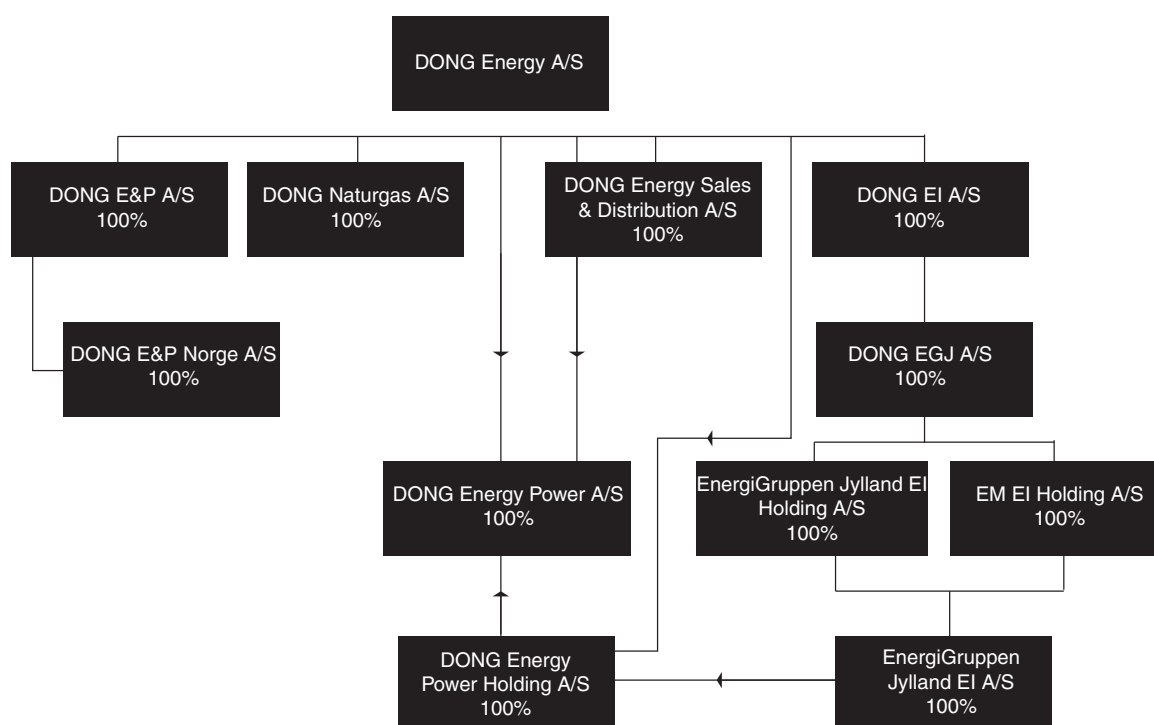 DONG Energy A/S
DONG E&P A/S
100%
DONG Naturgas A/S
100%
DONG Energy Sales
& Distribution A/S
100%
DONG EI A/S
100%
DONG E&P Norge A/S
100%
DONG EGJ A/S
100%
DONG Energy Power A/S
100%
EnergiGruppen Jylland EI
Holding A/S
100%
EM EI Holding A/S
100%
DONG Energy
Power Holding A/S
100%
EnergiGruppen
Jylland EI A/S
100%